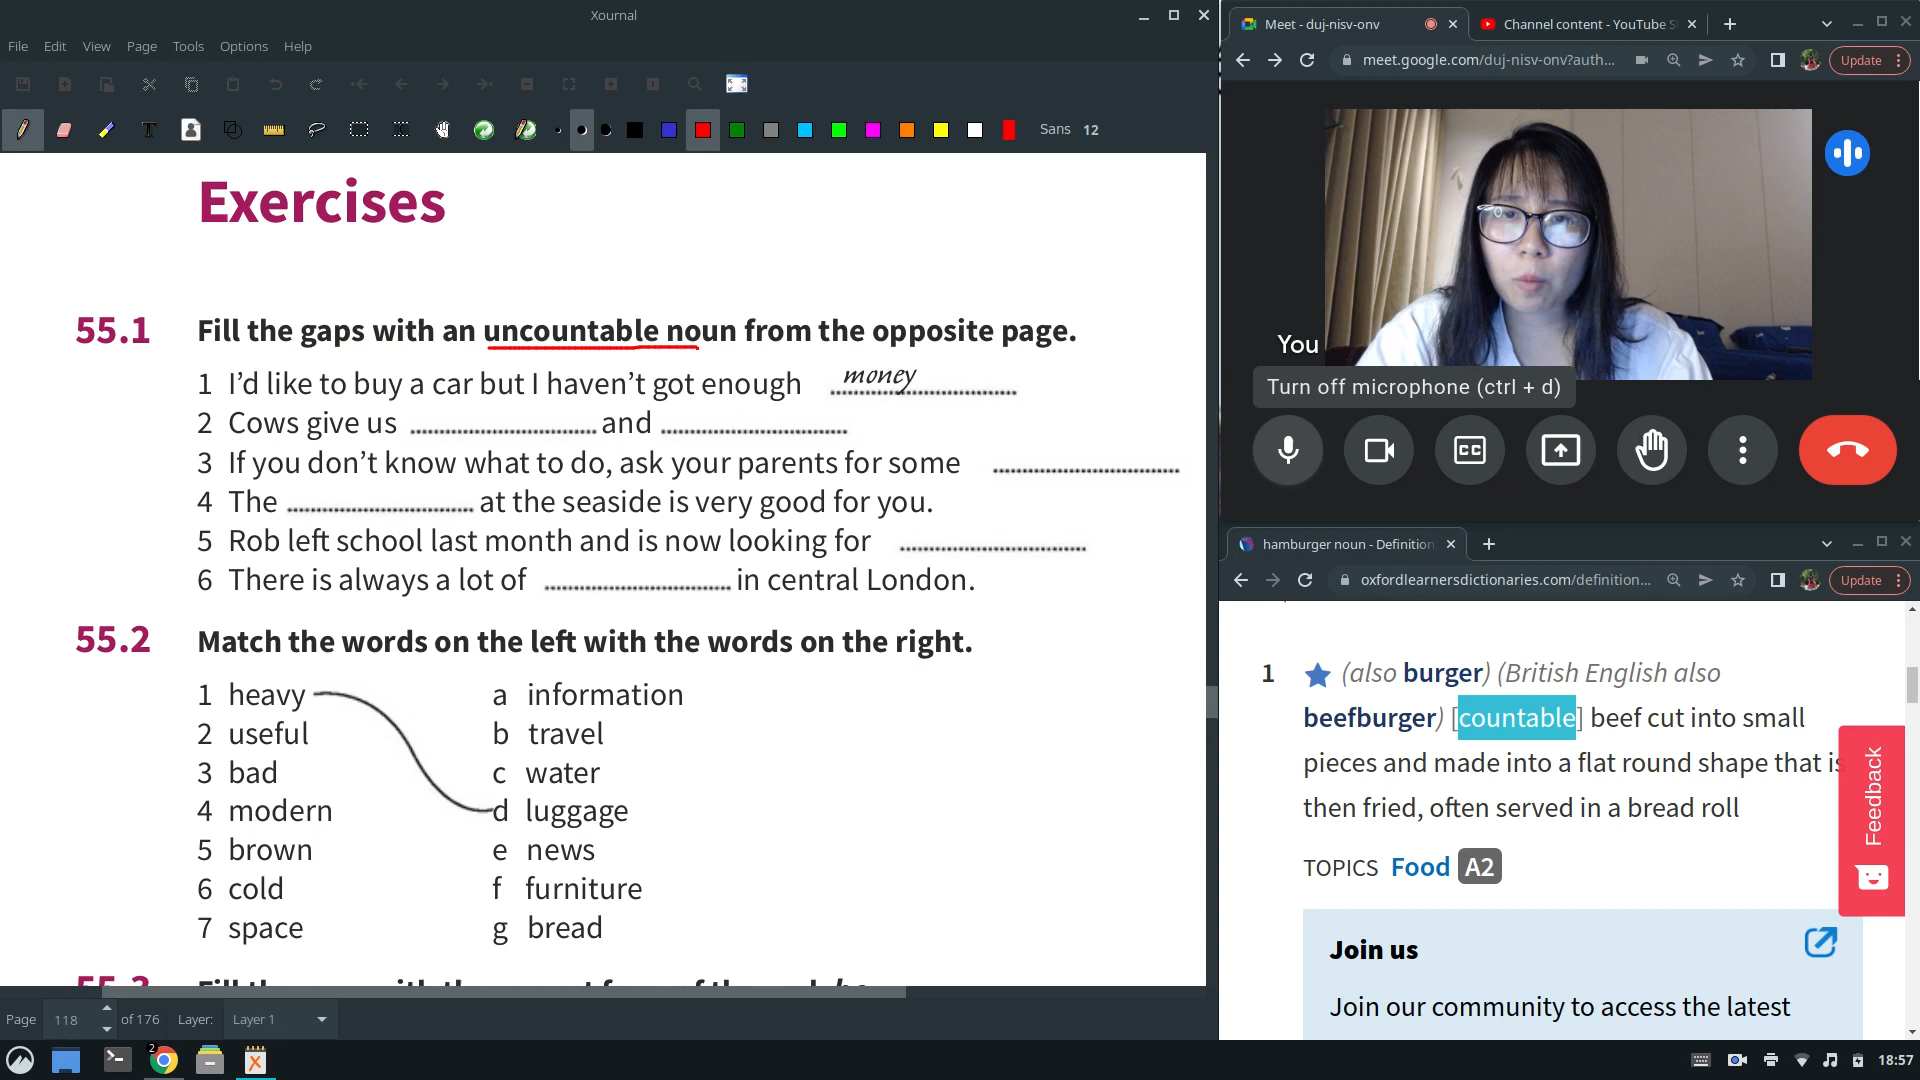 Xournal
File Edit View Page Tools Options Help
Sans 12
Exercises
55.1 Fill the gaps with an uncountable noun from the opposite page.
1 I’d like to buy a car but I haven’t got enough money
2 Cows give us and
3 If you don’t know what to do, ask your parents for some
4 The at the seaside is very good for you.
5 Rob left school last month and is now looking for
6 There is always a lot of in central London.
55.2 Match the words on the left with the words on the right.
1 heavy a information
2 useful b travel
3 bad c water
4 modern d luggage
5 brown e news
6 cold f furniture
7 space g bread
Page 118 of 176 Layer: Layer 1
Meet - duj-nisv-onv Channel content - YouTube S
meet.google.com/duj-nisv-onv?auth... Update
You
Turn off microphone (ctrl + d)
CC
hamburger noun - Definition
oxfordlearnersdictionaries.com/definition... Update
1 (also burger) (British English also
beefburger) [countable] beef cut into small
pieces and made into a flat round shape that is
then fried, often served in a bread roll
TOPICS Food A2
Feedback
Join us
Join our community to access the latest
2
18:57